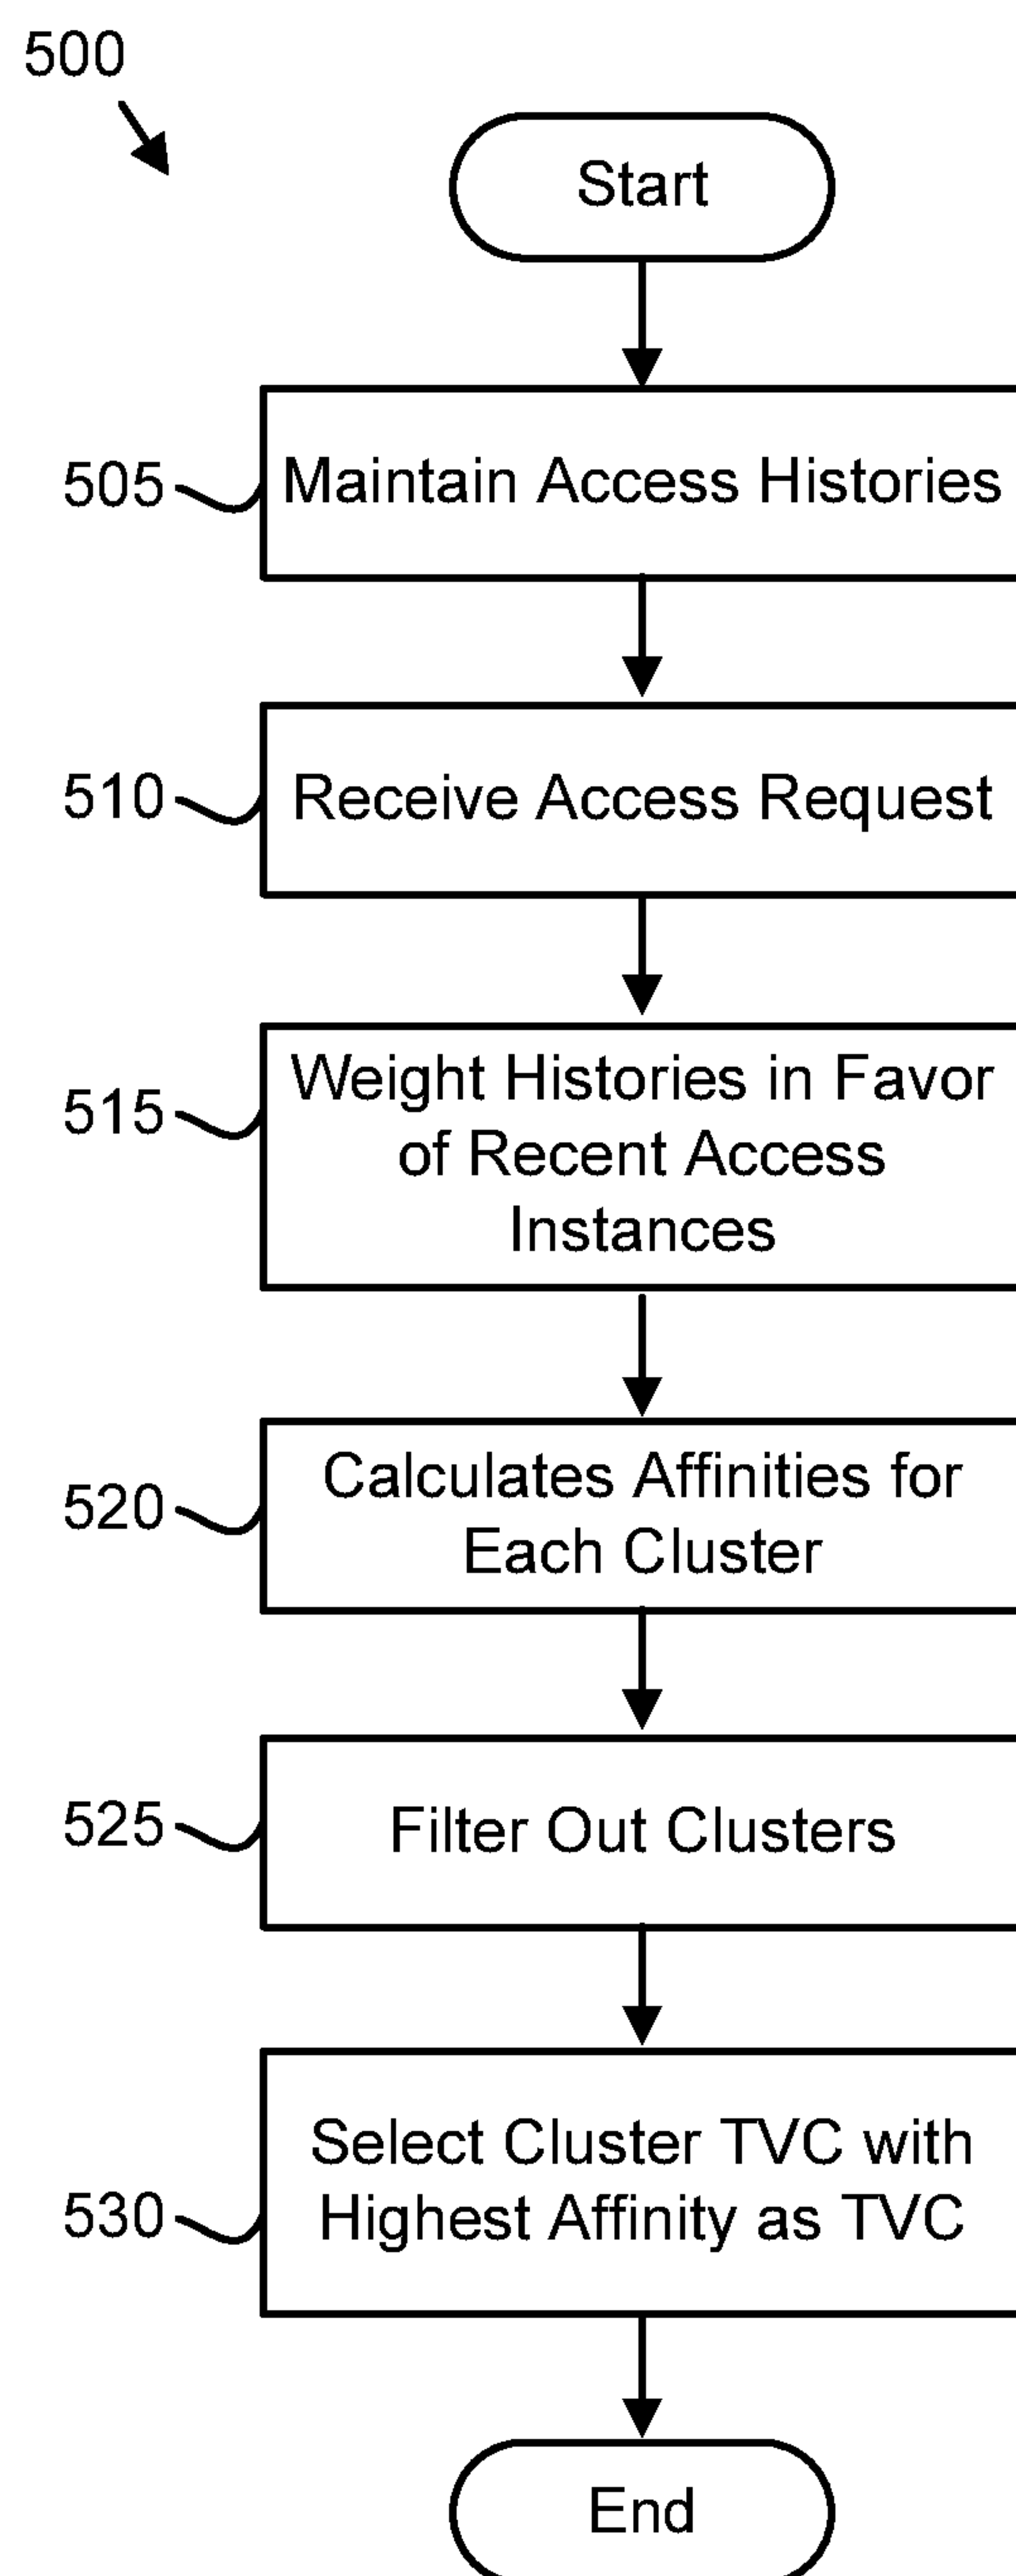 500
Start
505
Maintain Access Histories
510
Receive Access Request
515
Weight Histories in Favor
of Recent Access
Instances
520
Calculates Affinities for
Each Cluster
525
Filter Out Clusters
530
Select Cluster TVC with
Highest Affinity as TVC
End